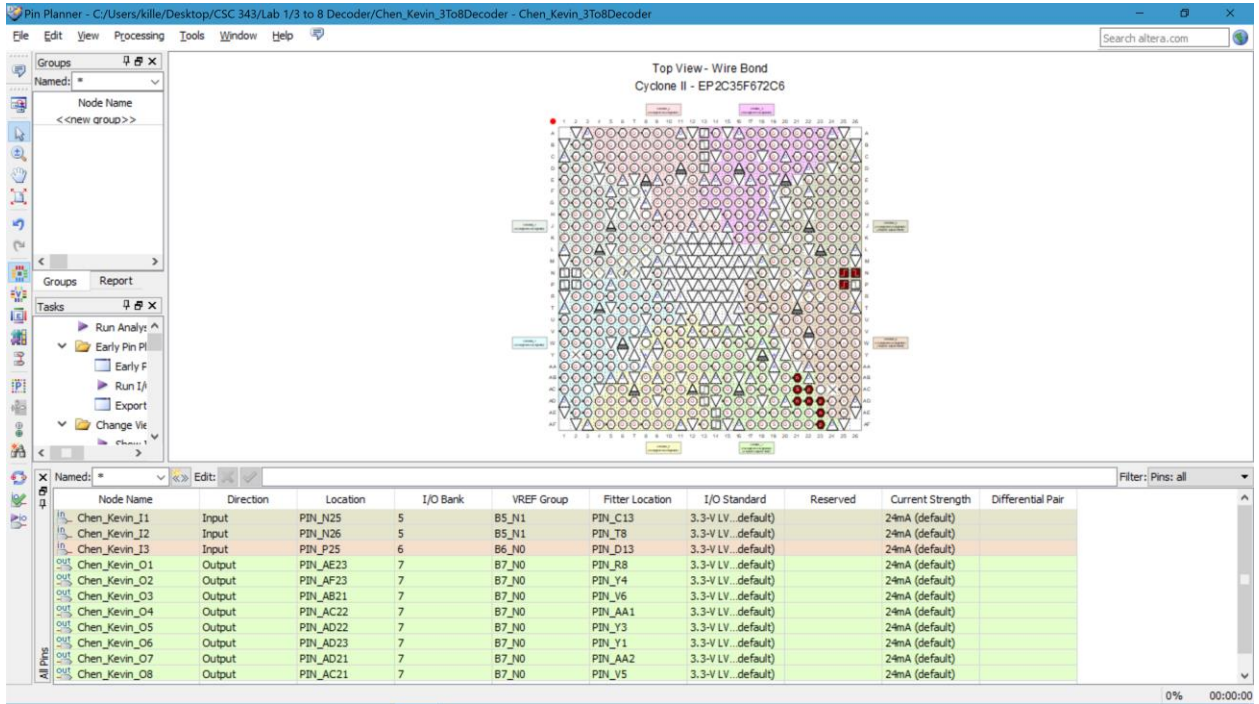 Pin Planner - C:/Users/kille/Desktop/CSC 343/Lab 1/3 to 8 Decoder/Chen_Kevin_3To8Decoder - Chen_Kevin_3To8Decoder
File Edit View Processing Tools Window Help
Search altera.com
Groups
Named: *
Node Name
<<new group>>
Groups Report
Tasks
Run Analy:
Early Pin Pl
Early P
Run I/
Export
Change Vie
Top View - Wire Bond
Cyclone II - EP2C35F672C6
Named: * Edit: Filter: Pins: all
Node Name Direction Location I/O Bank VREF Group Fitter Location I/O Standard Reserved Current Strength Differential Pair
Chen_Kevin_I1 Input PIN_N25 5 B5_N1 PIN_C13 3.3-V LV...default) 24mA (default)
Chen_Kevin_I2 Input PIN_N26 5 B5_N1 PIN_T8 3.3-V LV...default) 24mA (default)
Chen_Kevin_I3 Input PIN_P25 6 B6_N0 PIN_D13 3.3-V LV...default) 24mA (default)
Chen_Kevin_O1 Output PIN_AE23 7 B7_N0 PIN_R8 3.3-V LV...default) 24mA (default)
Chen_Kevin_O2 Output PIN_AF23 7 B7_N0 PIN_Y4 3.3-V LV...default) 24mA (default)
Chen_Kevin_O3 Output PIN_AB21 7 B7_N0 PIN_V6 3.3-V LV...default) 24mA (default)
Chen_Kevin_O4 Output PIN_AC22 7 B7_N0 PIN_AA1 3.3-V LV...default) 24mA (default)
Chen_Kevin_O5 Output PIN_AD22 7 B7_N0 PIN_Y3 3.3-V LV...default) 24mA (default)
Chen_Kevin_O6 Output PIN_AD23 7 B7_N0 PIN_Y1 3.3-V LV...default) 24mA (default)
Chen_Kevin_O7 Output PIN_AD21 7 B7_N0 PIN_AA2 3.3-V LV...default) 24mA (default)
Chen_Kevin_O8 Output PIN_AC21 7 B7_N0 PIN_V5 3.3-V LV...default) 24mA (default)
All Pins
0% 00:00:00